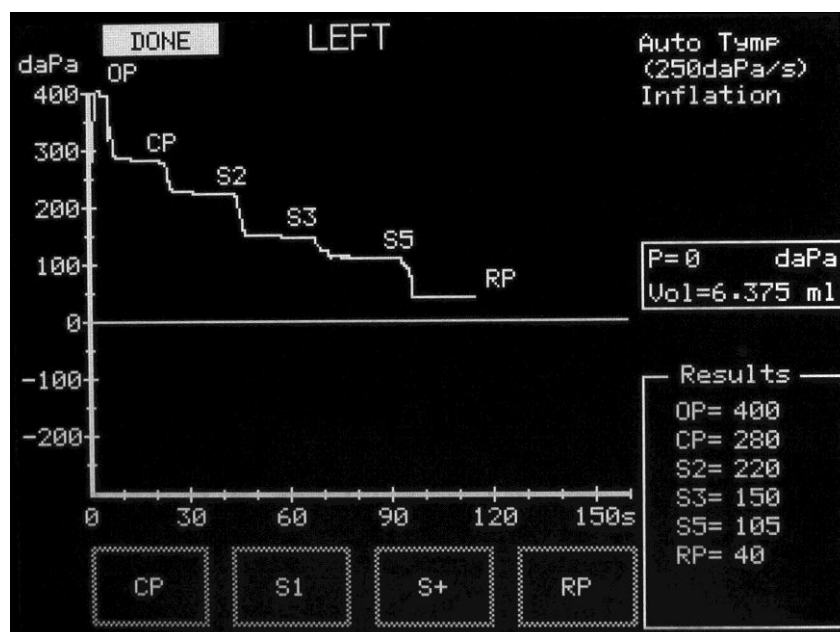 DONE
LEFT
Auto Tymp
(250daPa/s)
Inflation
daPa
OP
CP
S2
S3
S5
RP
400
300
200
100
0
-100
-200
0 30 60 90 120 150s
P=0 daPa
Vol=6.375 ml
Results
OP= 400
CP= 280
S2= 220
S3= 150
S5= 105
RP= 40
CP S1 S+ RP